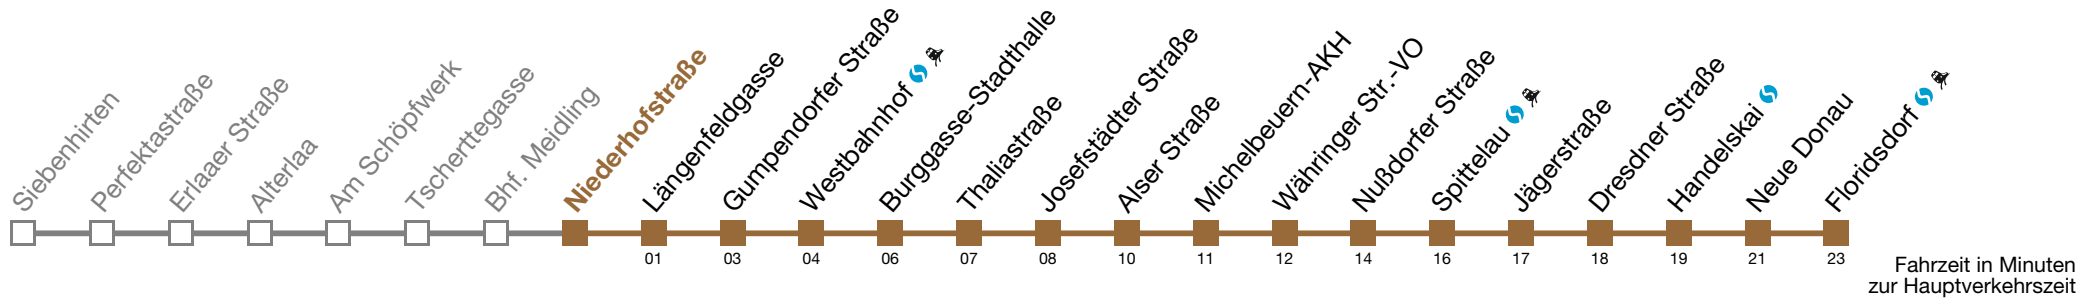 Siebenhirten
Perfektastraße
Erlaaer Straße
Alterlaa
Am Schöpfwerk
Tscherttegasse
Bhf. Meidling
Niederhofstraße
Längenfeldgasse
Gumpendorfer Straße
Westbahnhof
Burggasse-Stadthalle
Thaliastraße
Josefstädter Straße
Alser Straße
Michelbeuern-AKH
Währinger Str.-VO
Nußdorfer Straße
Spittelau
Jägerstraße
Dresdner Straße
Handelskai
Neue Donau
Floridsdorf
01 03 04 06 07 08 10 11 12 14 16 17 18 19 21 23
Fahrzeit in Minuten
zur Hauptverkehrszeit